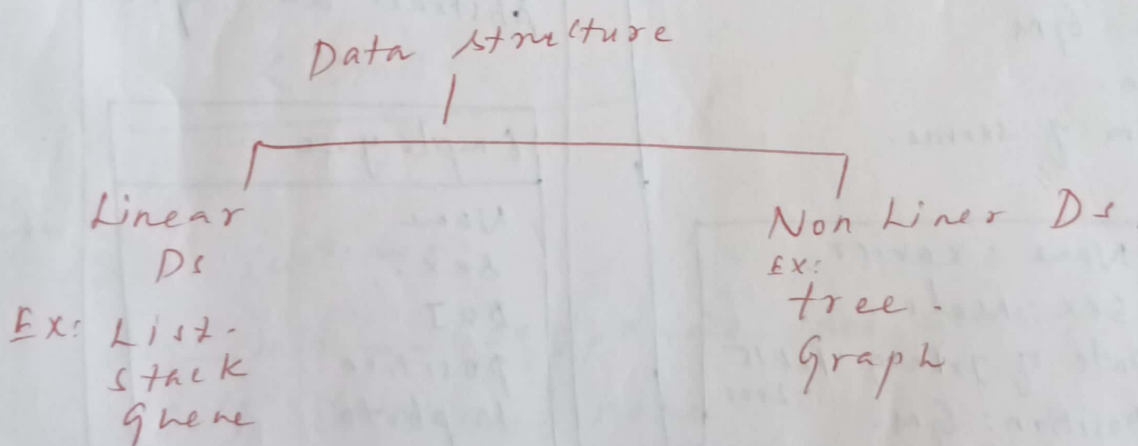 Data structure
Linear
Ds
Ex: List.
stack
queue
Non Liner Ds
Ex:
tree.
Graph